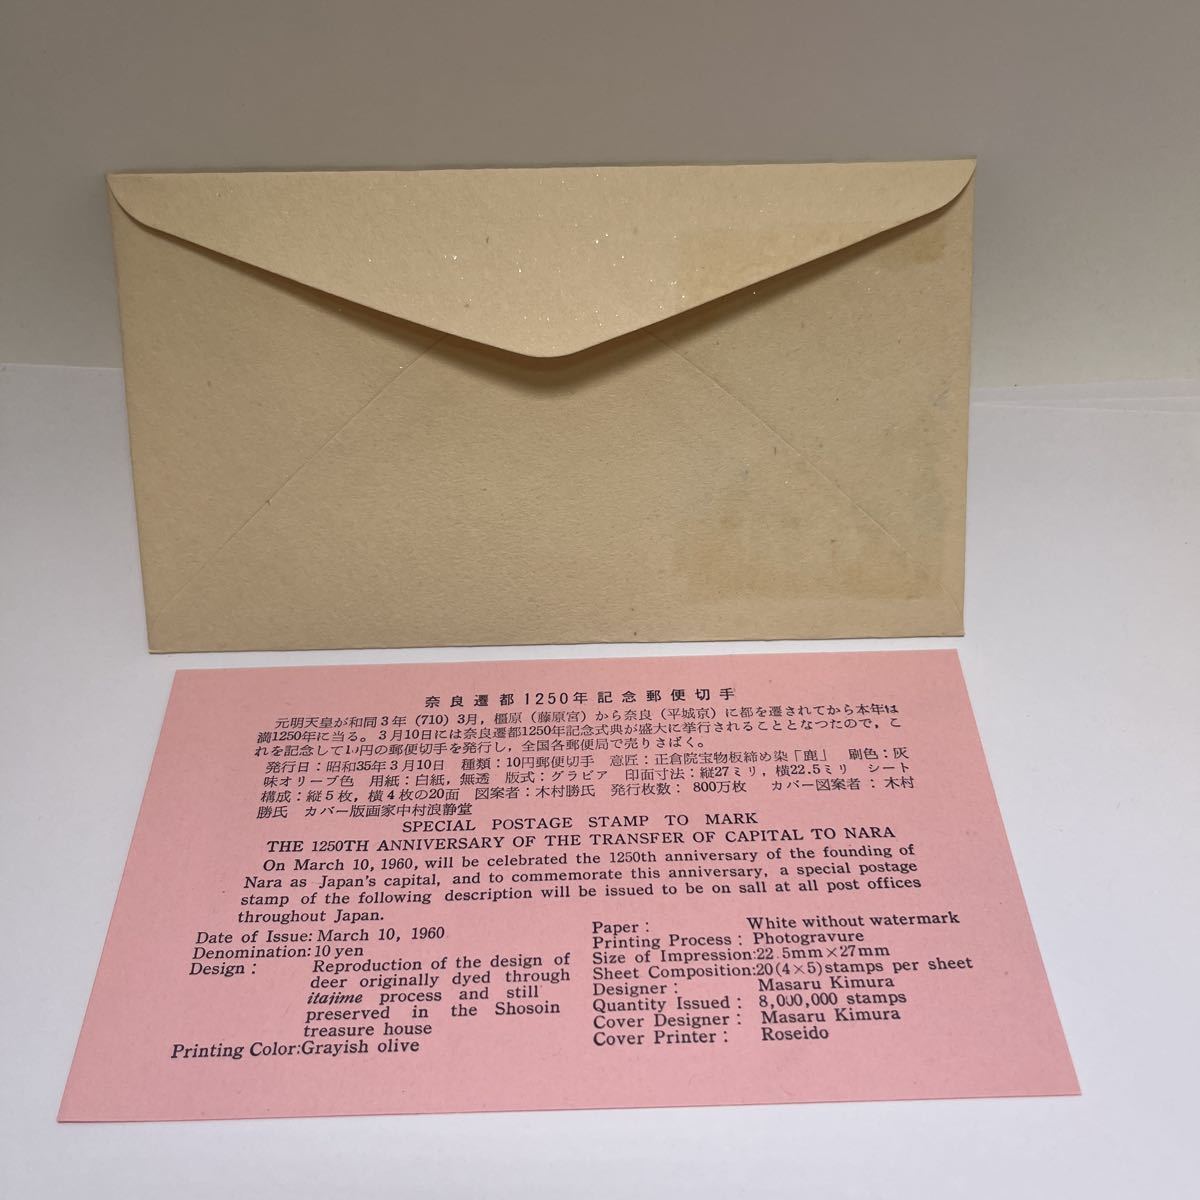 奈良遷都1250年記念郵便切手
元明天皇が和同3年(710)3月,橿原(藤原宮)から奈良(平城京)に都を遷されてから本年は
満1250年に当る。3月10日には奈良遷都1250年記念式典が盛大に挙行されることとなつたので,こ
れを記念して10円の郵便切手を発行し,全国各郵便局で売りさばく。
発行日:昭和35年3月10日 種類:10円郵便切手 意匠:正倉院宝物板締め染「鹿」 刷色:灰
味オリーブ色 用紙:白紙,無透 版式:グラビア 印面寸法:縦27ミリ,横22.5ミリ シート
構成:縦5枚,横4枚の20面 図案者:木村勝氏 発行枚数:800万枚 カバー図案者:木村
勝氏 カバー版画家中村浪静堂
SPECIAL POSTAGE STAMP TO MARK
THE 1250TH ANNIVERSARY OF THE TRANSFER OF CAPITAL TO NARA
On March 10, 1960, will be celebrated the 1250th anniversary of the founding of
Nara as Japan's capital, and to commemorate this anniversary, a special postage
stamp of the following description will be issued to be on sall at all post offices
throughout Japan.
Date of Issue: March 10, 1960
Denomination: 10 yen
Design: Reproduction of the design of
deer originally dyed through
itajime process and still
preserved in the Shosoin
treasure house
Printing Color: Grayish olive
Paper: White without watermark
Printing Process: Photogravure
Size of Impression: 22.5mm×27mm
Sheet Composition: 20(4×5)stamps per sheet
Designer: Masaru Kimura
Quantity Issued: 8,000,000 stamps
Cover Designer: Masaru Kimura
Cover Printer: Roseido